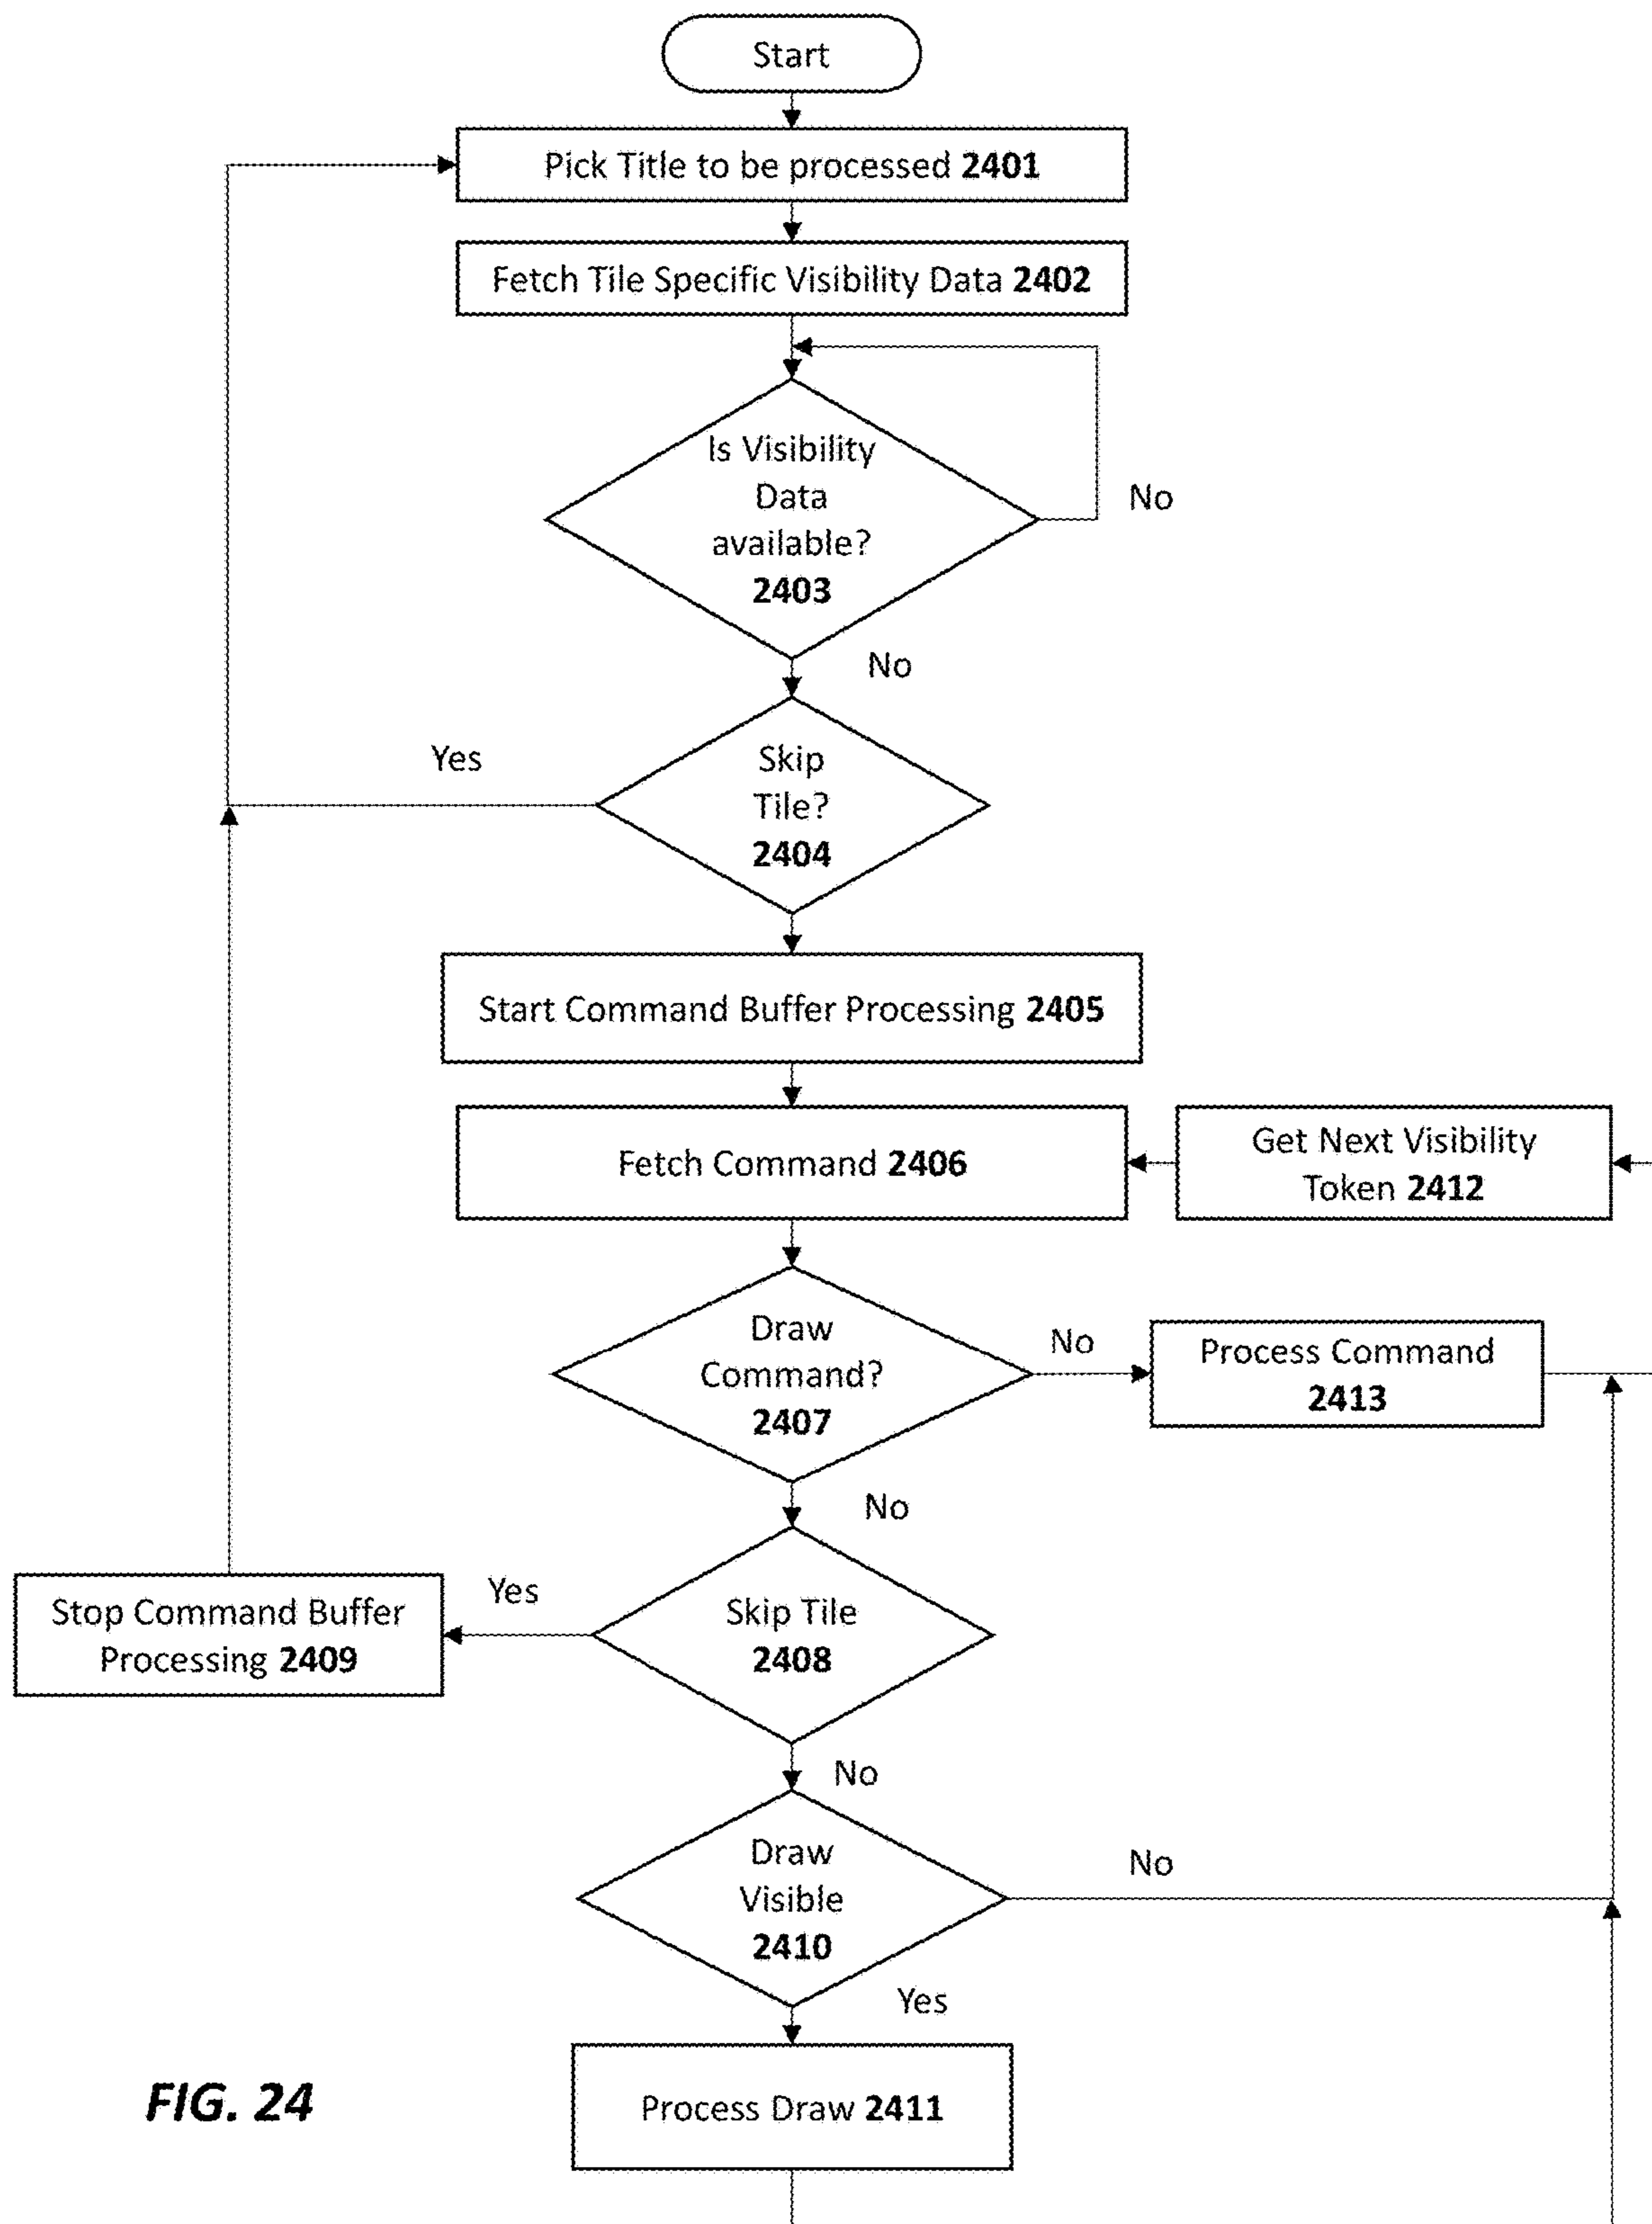 Start
Pick Title to be processed 2401
Fetch Tile Specific Visibility Data 2402
Is Visibility
Data
available?
2403
No
No
Skip
Tile?
2404
Yes
Start Command Buffer Processing 2405
Fetch Command 2406
Get Next Visibility
Token 2412
Draw
Command?
2407
No
Process Command
2413
No
Skip Tile
2408
Yes
Stop Command Buffer
Processing 2409
No
Draw
Visible
2410
No
Yes
Process Draw 2411
FIG. 24